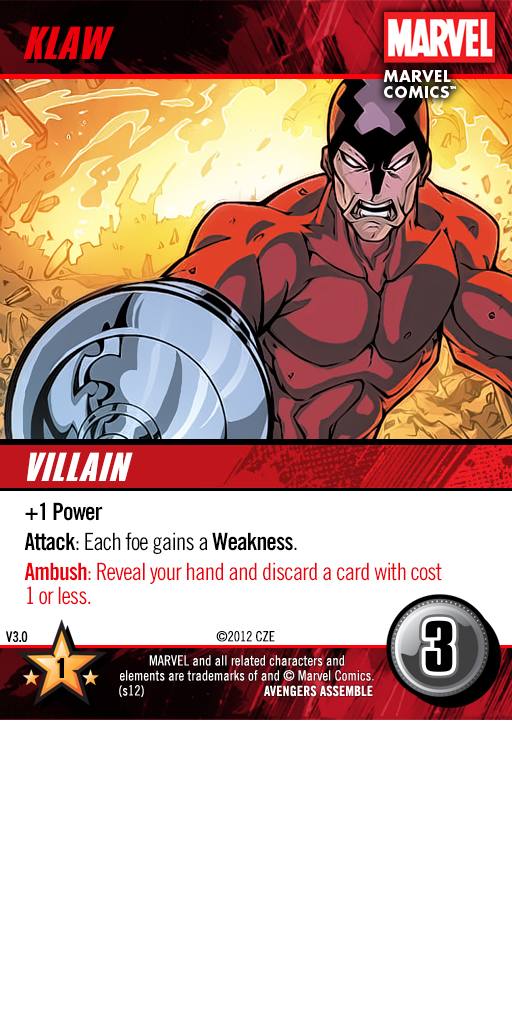 KLAW
MARVEL
MARVEL
COMICS™
VILLAIN
+1 Power
Attack: Each foe gains a Weakness.
Ambush: Reveal your hand and discard a card with cost
1 or less.
V3.0
©2012 CZE
3
1
MARVEL and all related characters and
elements are trademarks of and © Marvel Comics.
(s12)
AVENGERS ASSEMBLE